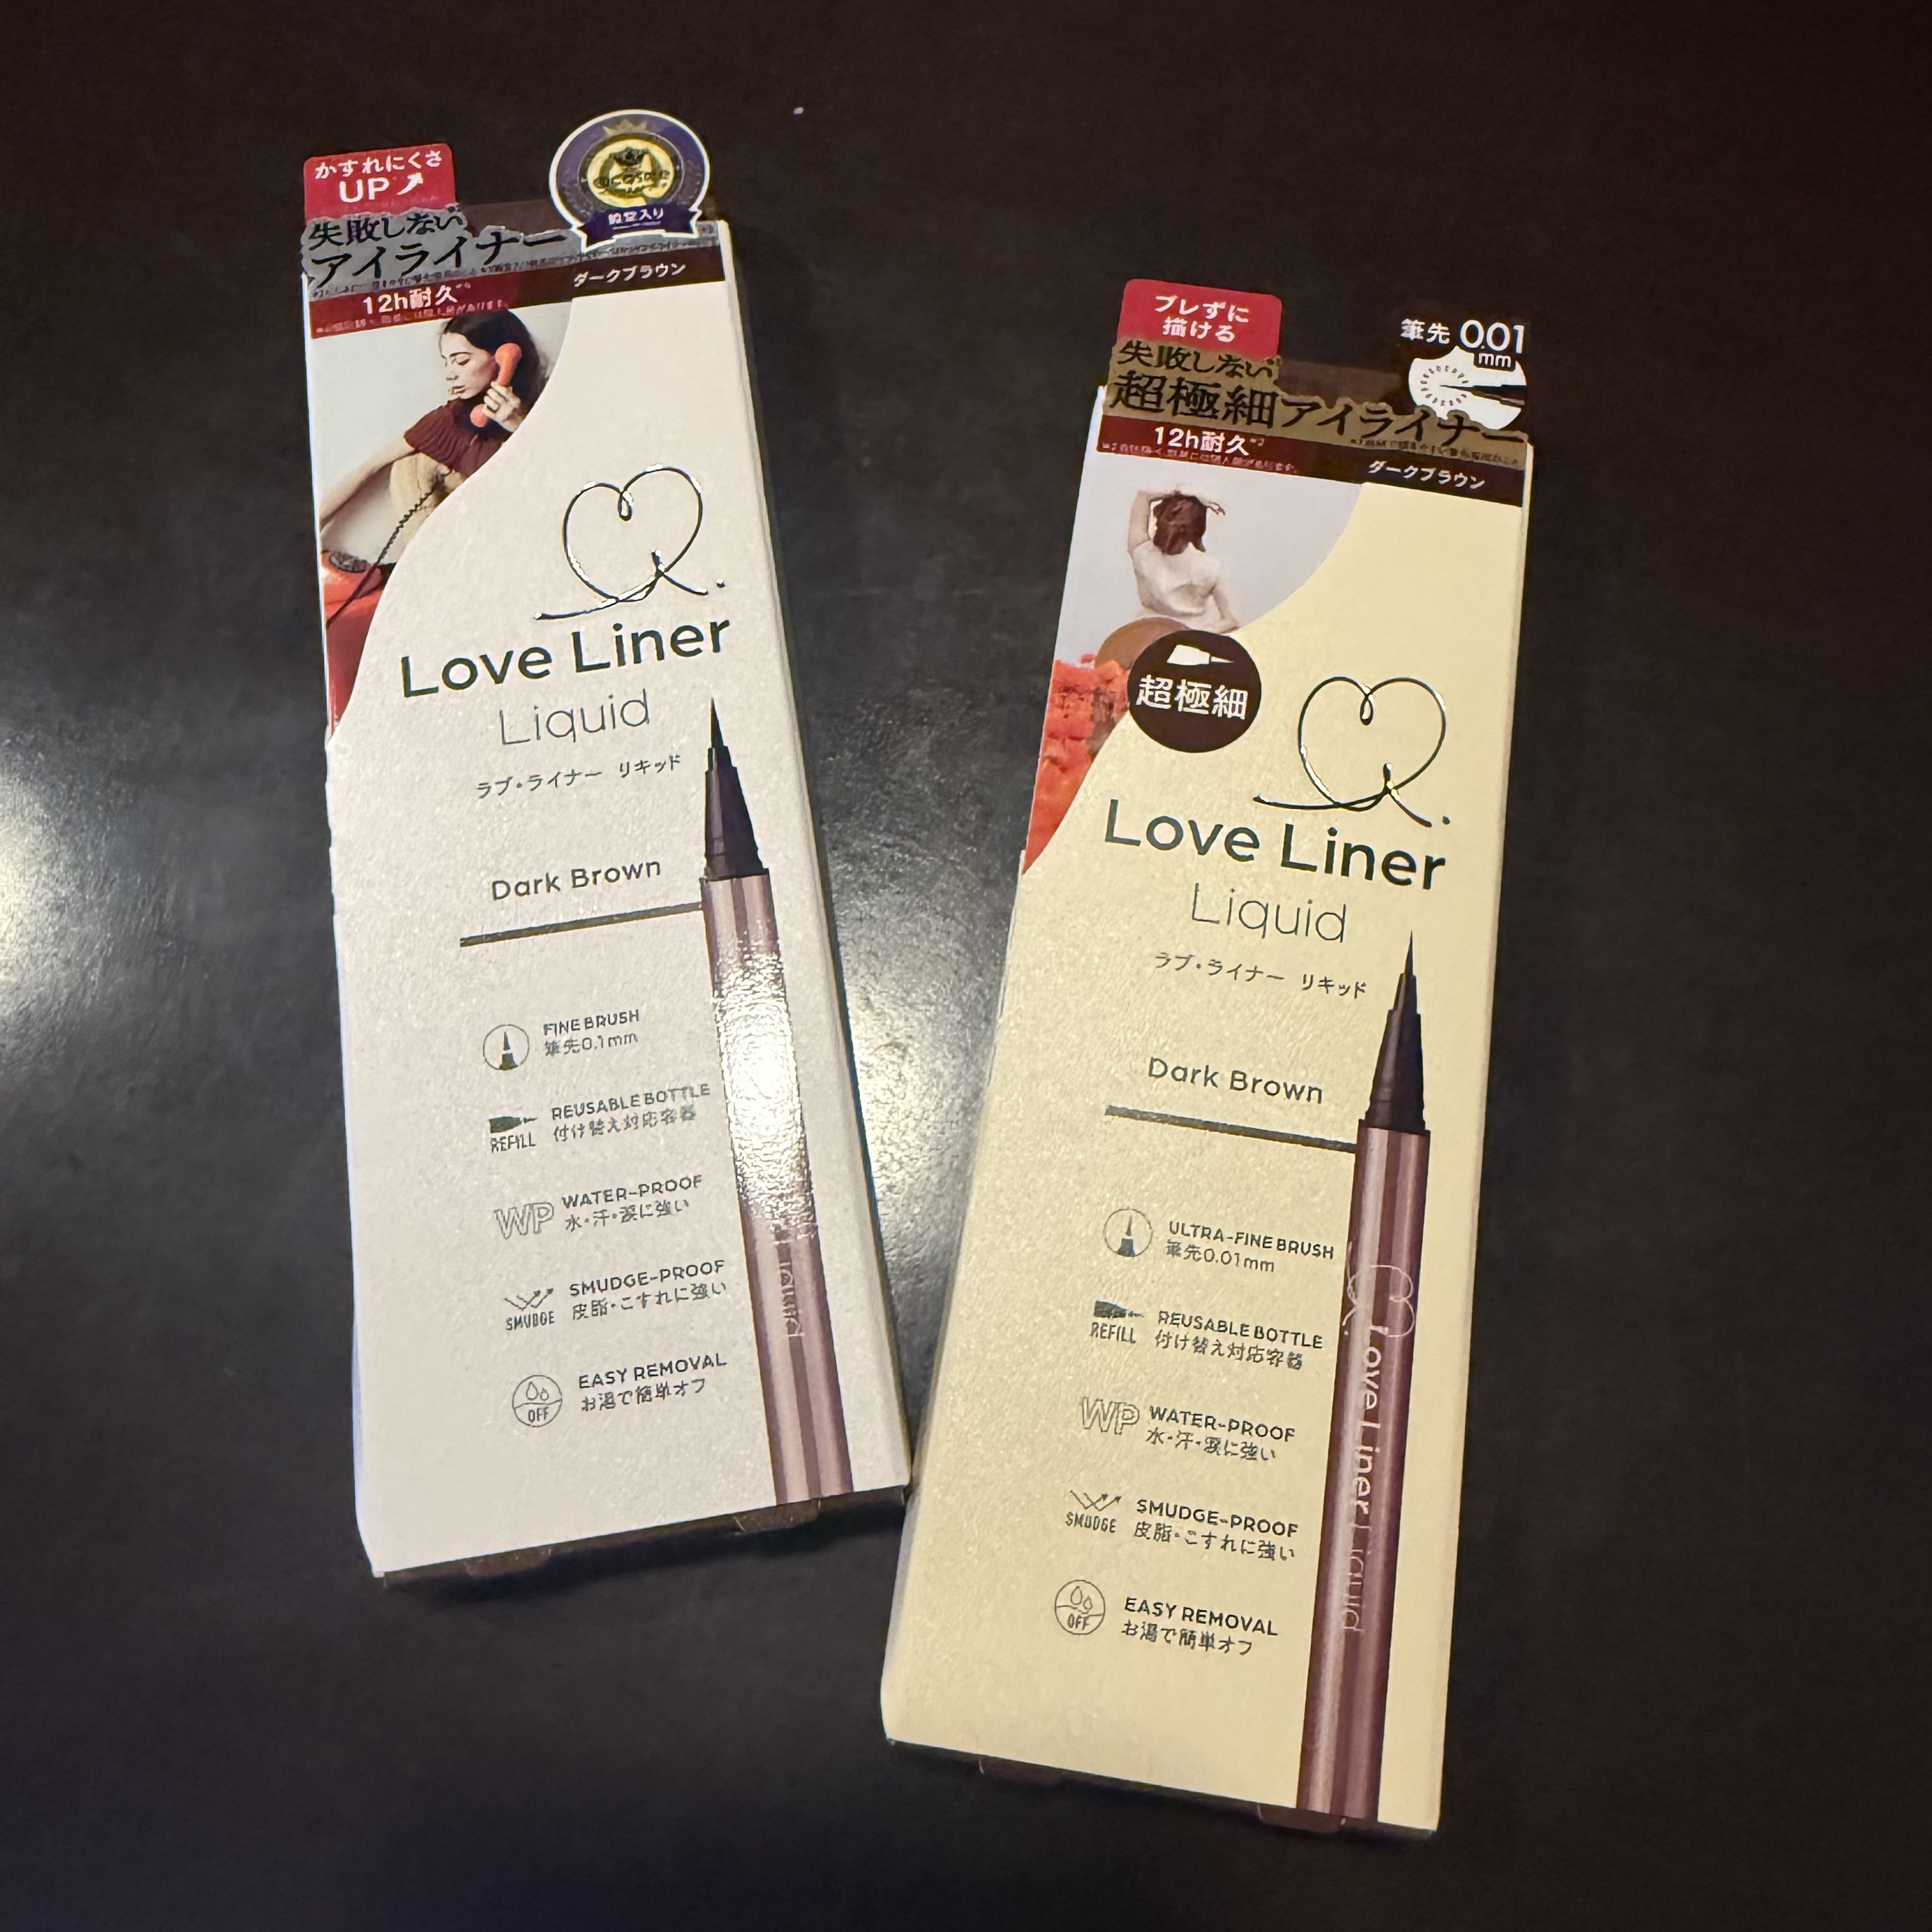 かすれにくさ
UP
殿堂入り
失敗しない
アイライナー
12h耐久
ダークブラウン
Love Liner
Liquid
ラブ・ライナー リキッド
Dark Brown
FINE BRUSH
筆先0.1mm
REFILL
REUSABLE BOTTLE
付け替え対応容器
WP
WATER-PROOF
水・汗・涙に強い
SMUDGE
SMUDGE-PROOF
皮脂・こすれに強い
OFF
EASY REMOVAL
お湯で簡単オフ
ブレずに
描ける
筆先 0.01
mm
失敗しない
超極細アイライナー
12h耐久※2
ダークブラウン
超極細
Love Liner
Liquid
ラブ・ライナー リキッド
Dark Brown
ULTRA-FINE BRUSH
筆先0.01mm
REFILL
REUSABLE BOTTLE
付け替え対応容器
WP
WATER-PROOF
水・汗・涙に強い
SMUDGE
SMUDGE-PROOF
皮脂・こすれに強い
OFF
EASY REMOVAL
お湯で簡単オフ
Love Liner Liquid